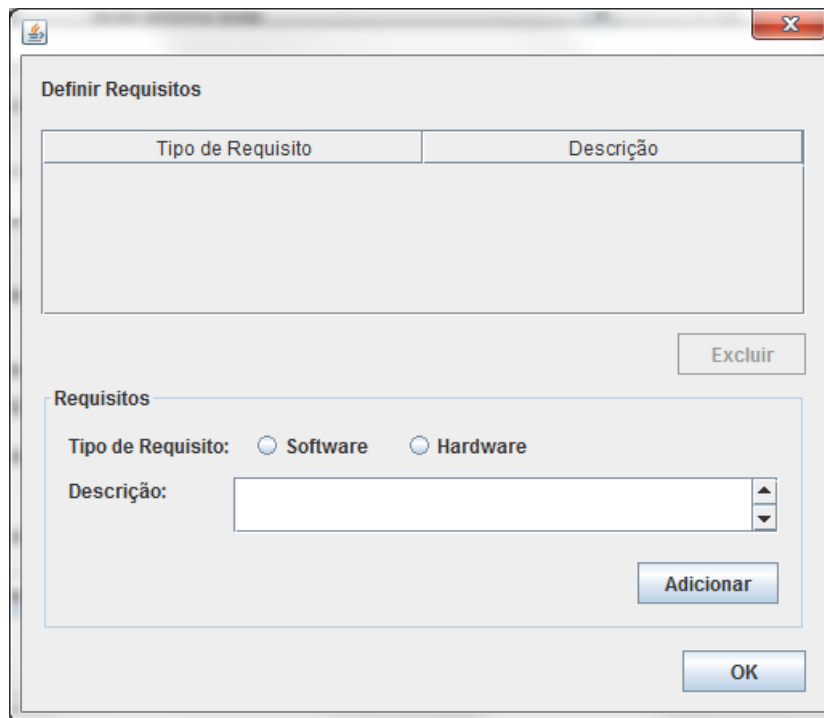 Definir Requisitos
Tipo de Requisito Descrição
Excluir
Requisitos
Tipo de Requisito: Software Hardware
Descrição:
Adicionar
OK